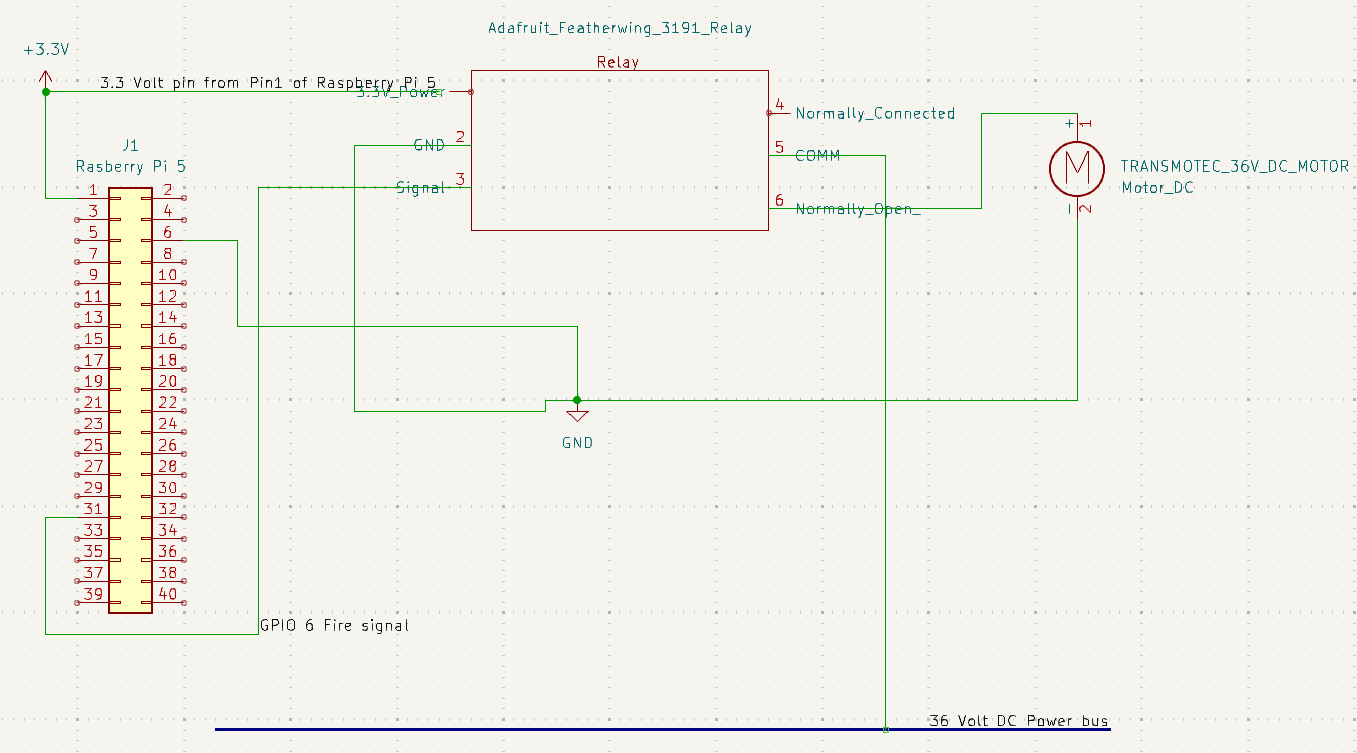 Adafruit_Featherwing_3191_Relay
+3.3V
Relay
3.3 Volt pin from Pin1 of Raspberry Pi 5
3.3V_Power
4 Normally_Connected
+ 1
GND 2
J1
5 COMM
M
TRANSMOTEC_36V_DC_MOTOR
Rasberry Pi 5
Signal 3
Motor_DC
1 2
6 Normally_Open_
- 2
3 4
5 6
7 8
9 10
11 12
13 14
15 16
17 18
19 20
21 22
23 24
GND
25 26
27 28
29 30
31 32
33 34
35 36
37 38
39 40
GPIO 6 Fire signal
36 Volt DC Power bus